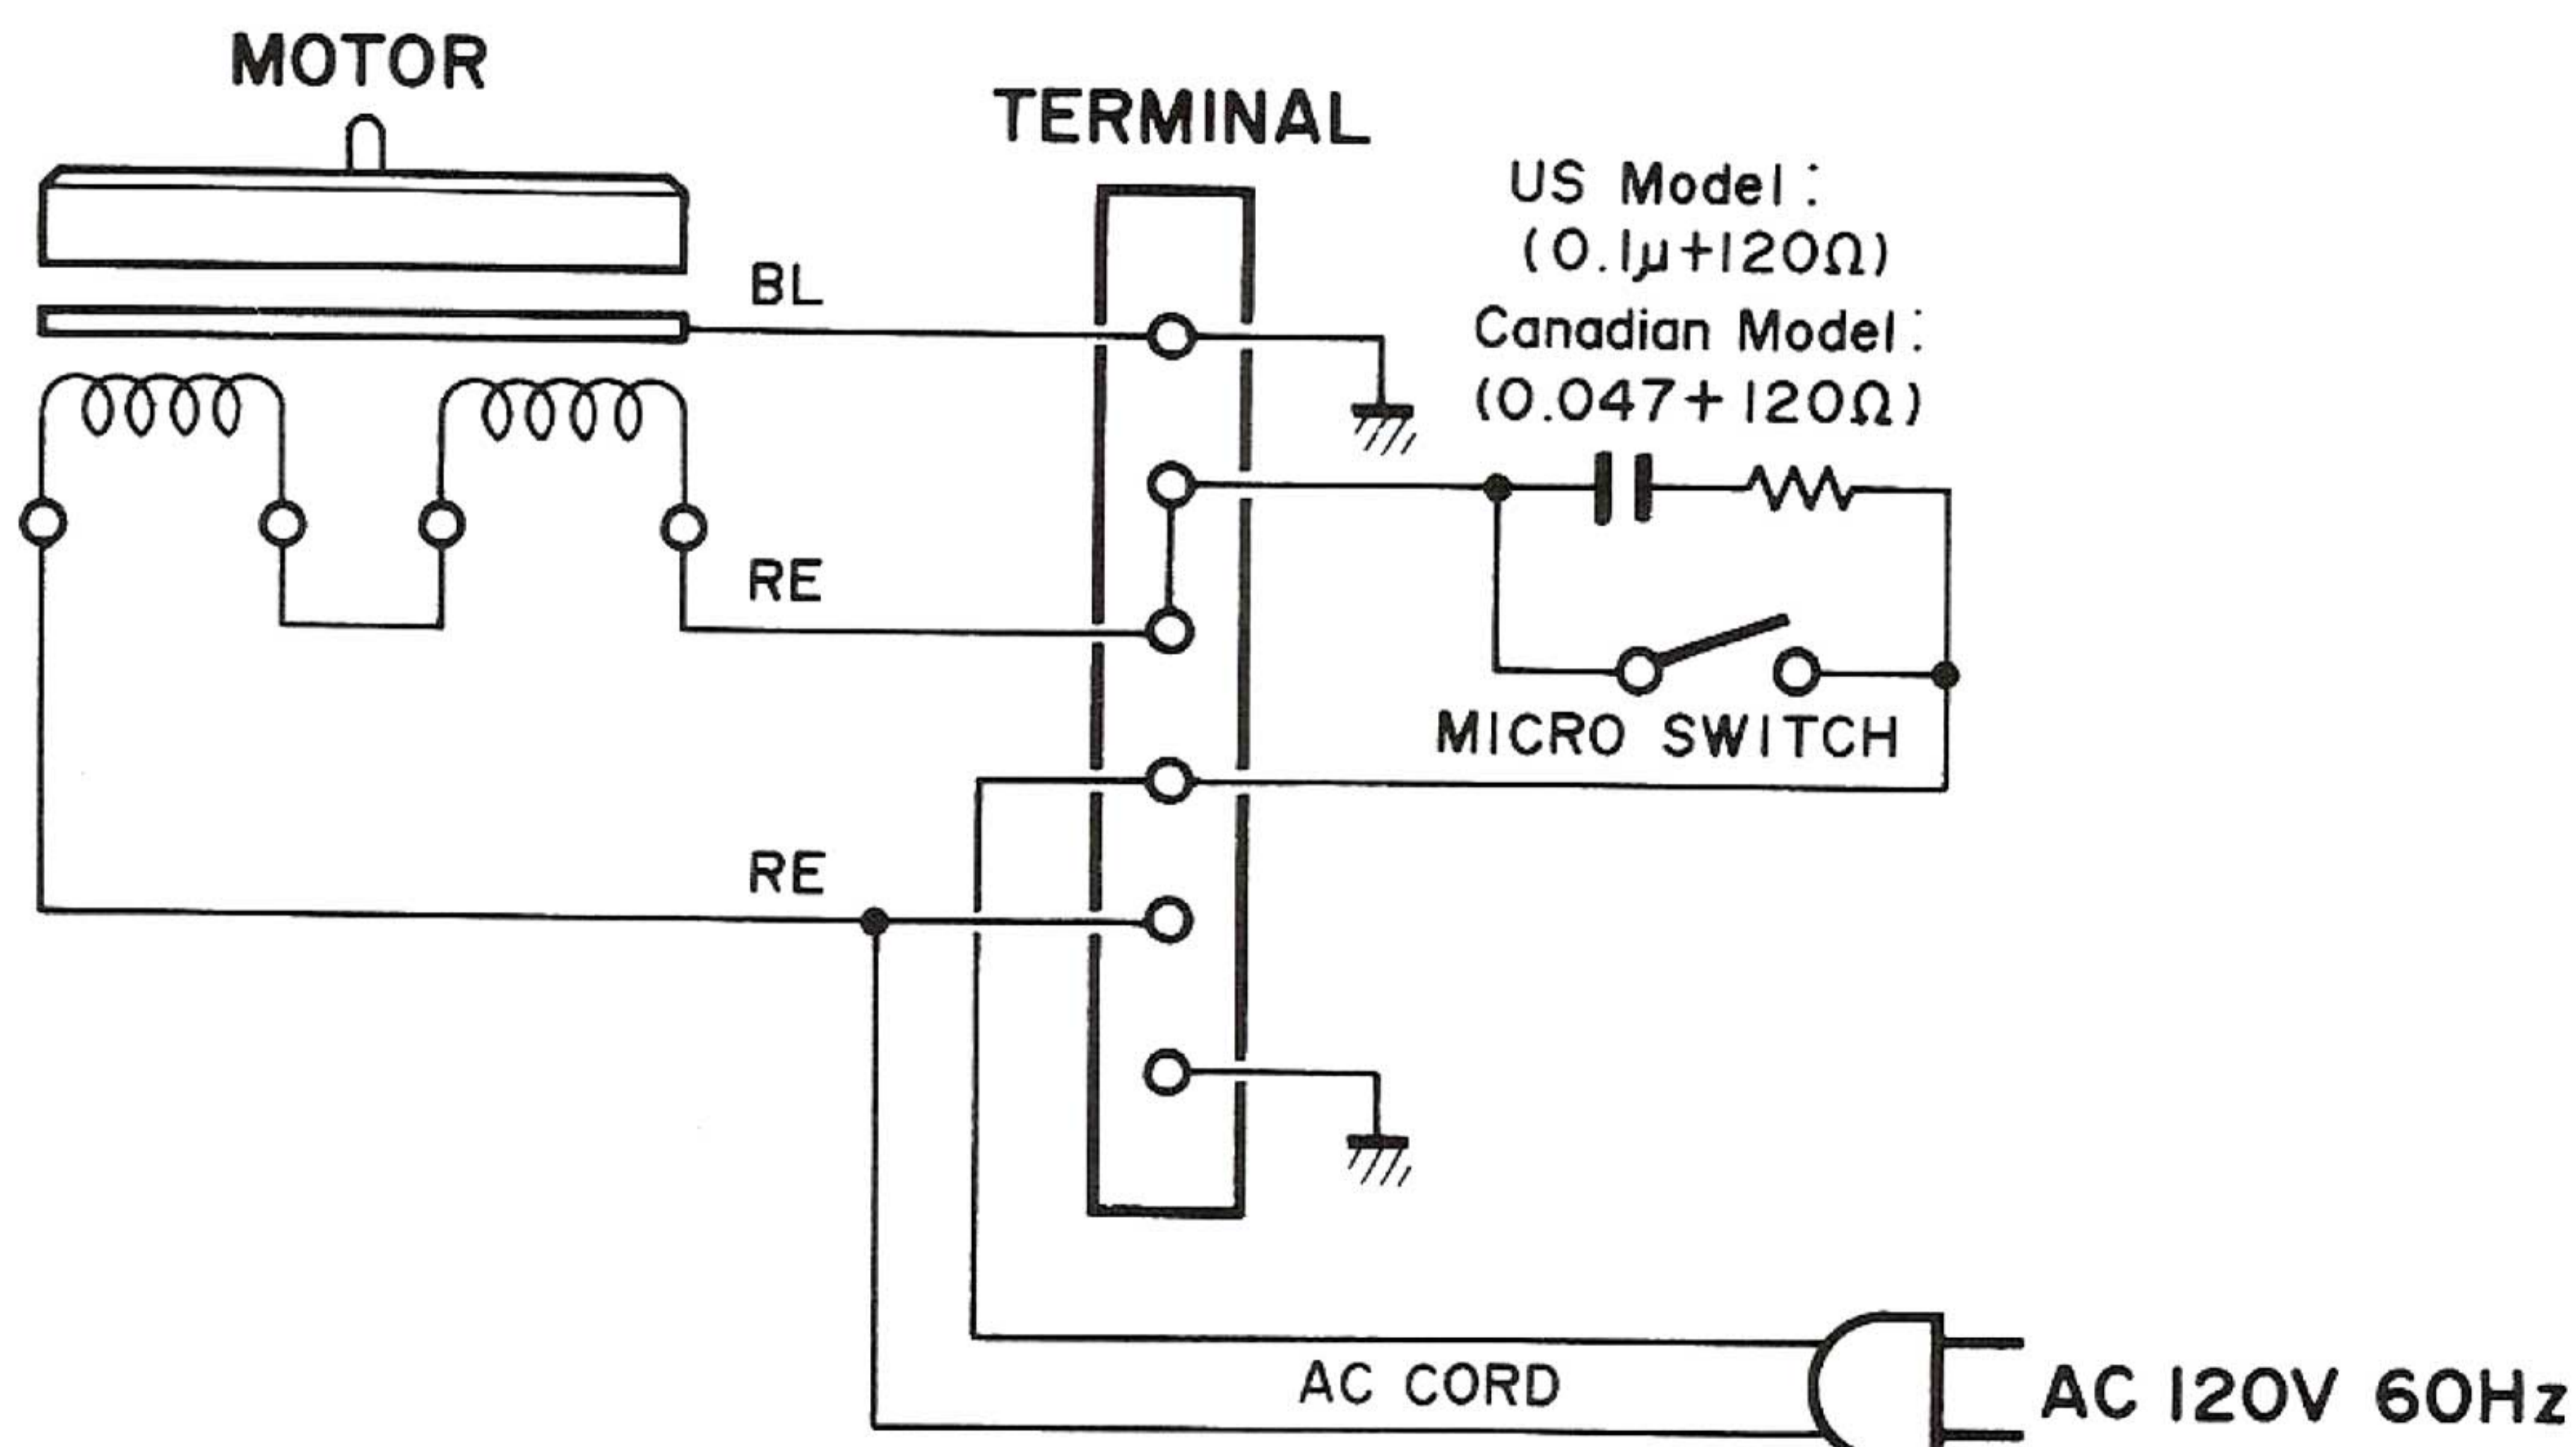 MOTOR
TERMINAL
US Model:
(0.1μ+120Ω)
BL
Canadian Model:
(0.047+120Ω)
RE
MICRO SWITCH
RE
AC CORD
AC 120V 60Hz